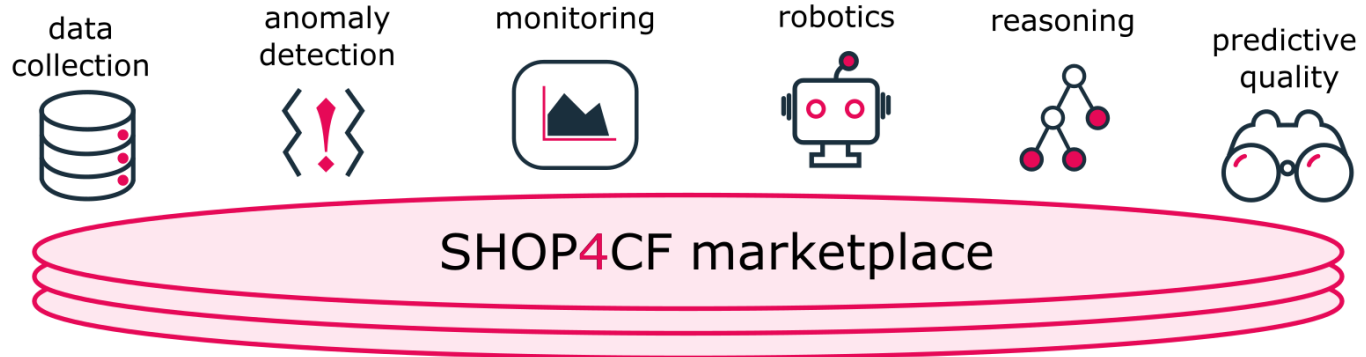 data
collection
anomaly
detection
monitoring
robotics
reasoning
predictive
quality
SHOP4CF marketplace